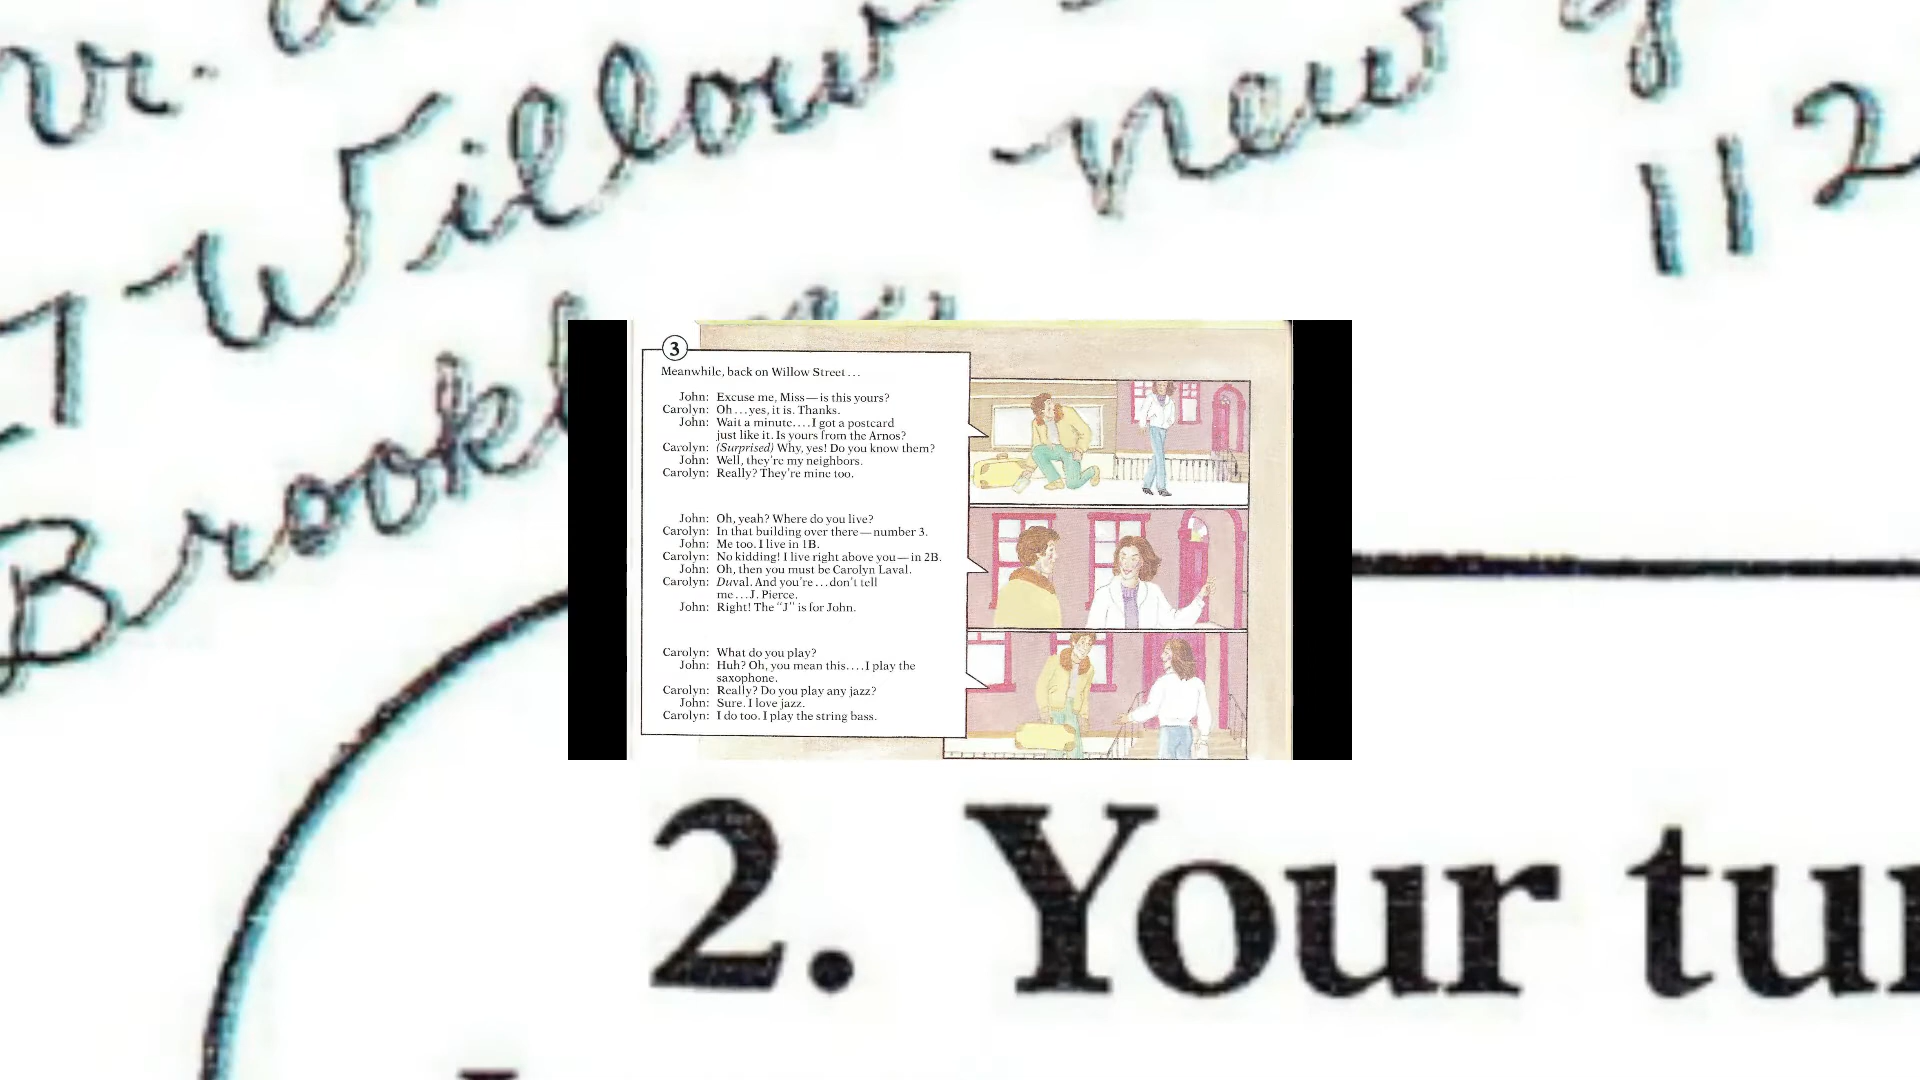 Willow
New
112
Brookl
3
Meanwhile, back on Willow Street...
John: Excuse me, Miss—is this yours?
Carolyn: Oh...yes, it is. Thanks.
John: Wait a minute....I got a postcard
just like it. Is yours from the Arnos?
Carolyn: (Surprised) Why, yes! Do you know them?
John: Well, they're my neighbors.
Carolyn: Really? They're mine too.
John: Oh, yeah? Where do you live?
Carolyn: In that building over there—number 3.
John: Me too. I live in 1B.
Carolyn: No kidding! I live right above you—in 2B.
John: Oh, then you must be Carolyn Laval.
Carolyn: Duval. And you're...don't tell
me...J. Pierce.
John: Right! The "J" is for John.
Carolyn: What do you play?
John: Huh? Oh, you mean this....I play the
saxophone.
Carolyn: Really? Do you play any jazz?
John: Sure. I love jazz.
Carolyn: I do too. I play the string bass.
2. Your tur